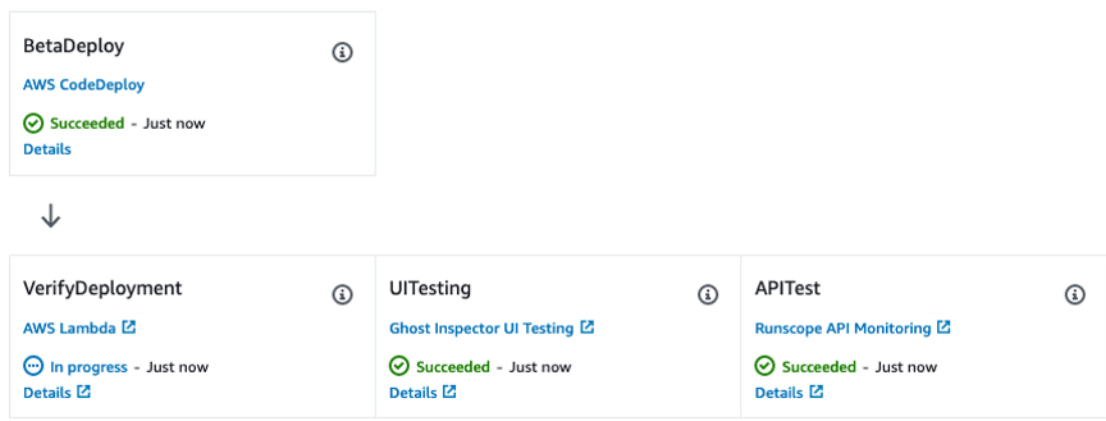 BetaDeploy
AWS CodeDeploy
Succeeded - Just now
Details
VerifyDeployment
AWS Lambda
In progress - Just now
Details
UITesting
Ghost Inspector UI Testing
Succeeded - Just now
Details
APITest
Runscope API Monitoring
Succeeded - Just now
Details